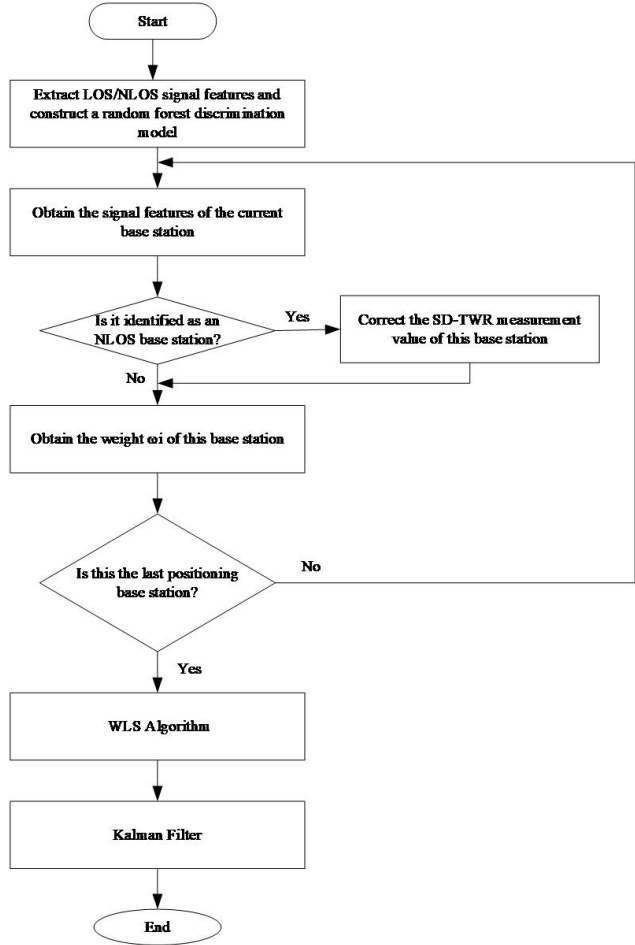 Start
Extract LOS/NLOS signal features and
construct a random forest discrimination
model
Obtain the signal features of the current
base station
Is it identified as an
NLOS base station?
Yes
Correct the SD-TWR measurement
value of this base station
No
Obtain the weight ωi of this base station
Is this the last positioning
base station?
No
Yes
WLS Algorithm
Kalman Filter
End